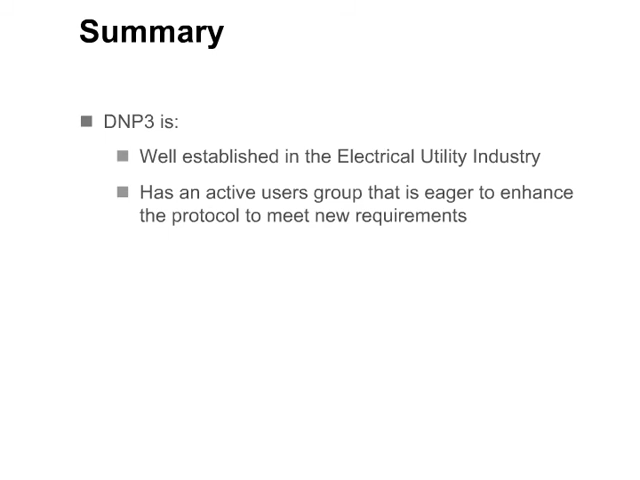 Summary
DNP3 is:
Well established in the Electrical Utility Industry
Has an active users group that is eager to enhance
the protocol to meet new requirements